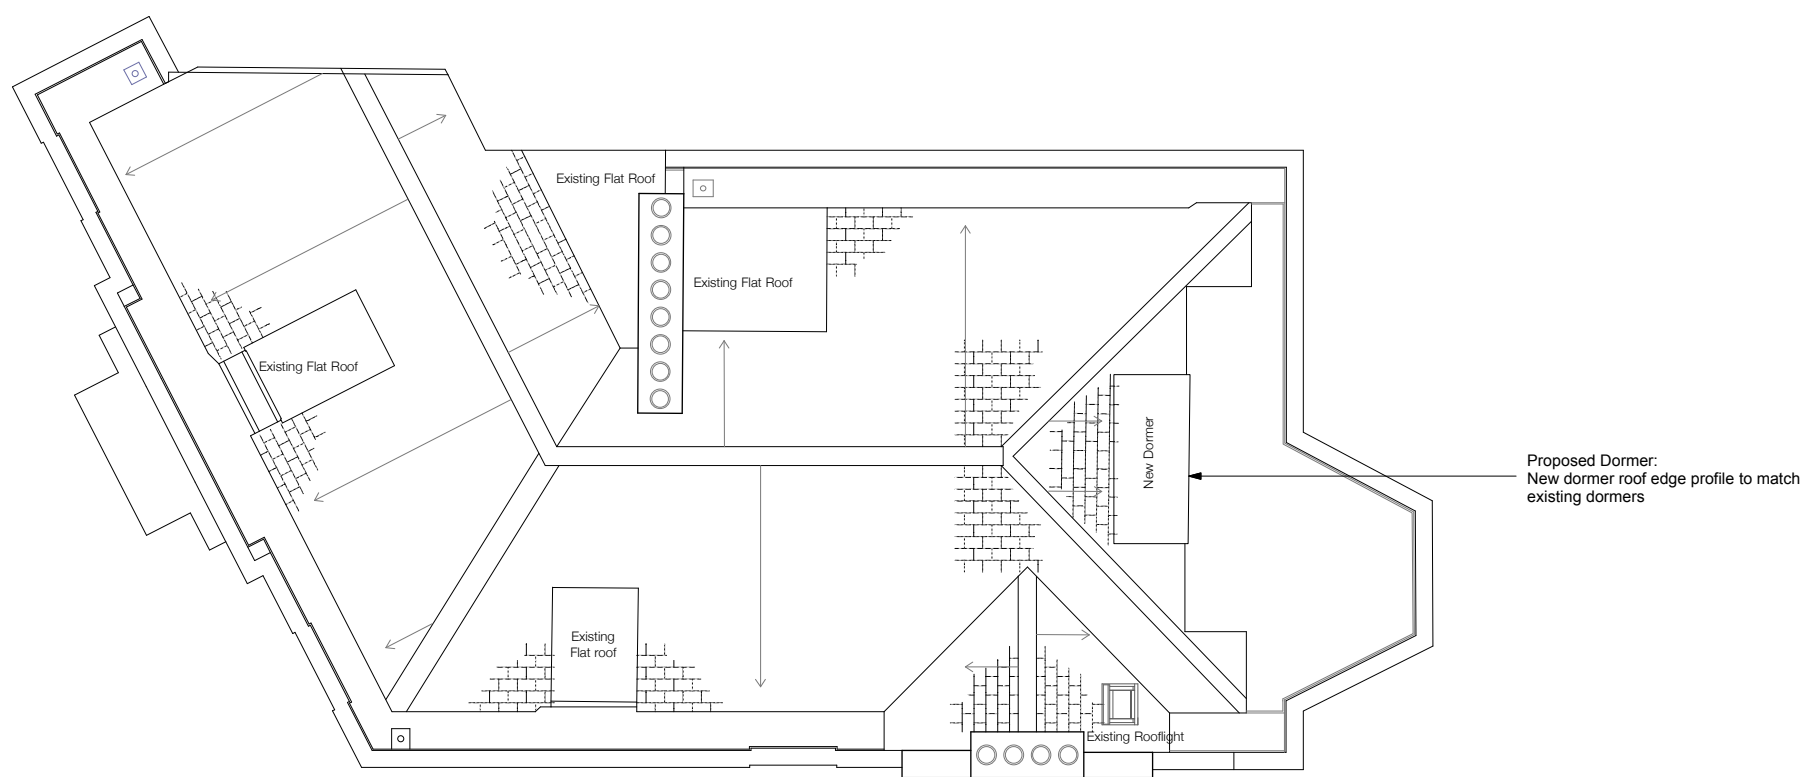 Existing Flat Roof
Existing Flat Roof
Existing Flat Roof
New Dormer
Proposed Dormer:
New dormer roof edge profile to match
existing dormers
Existing
Flat roof
Existing Rooflight